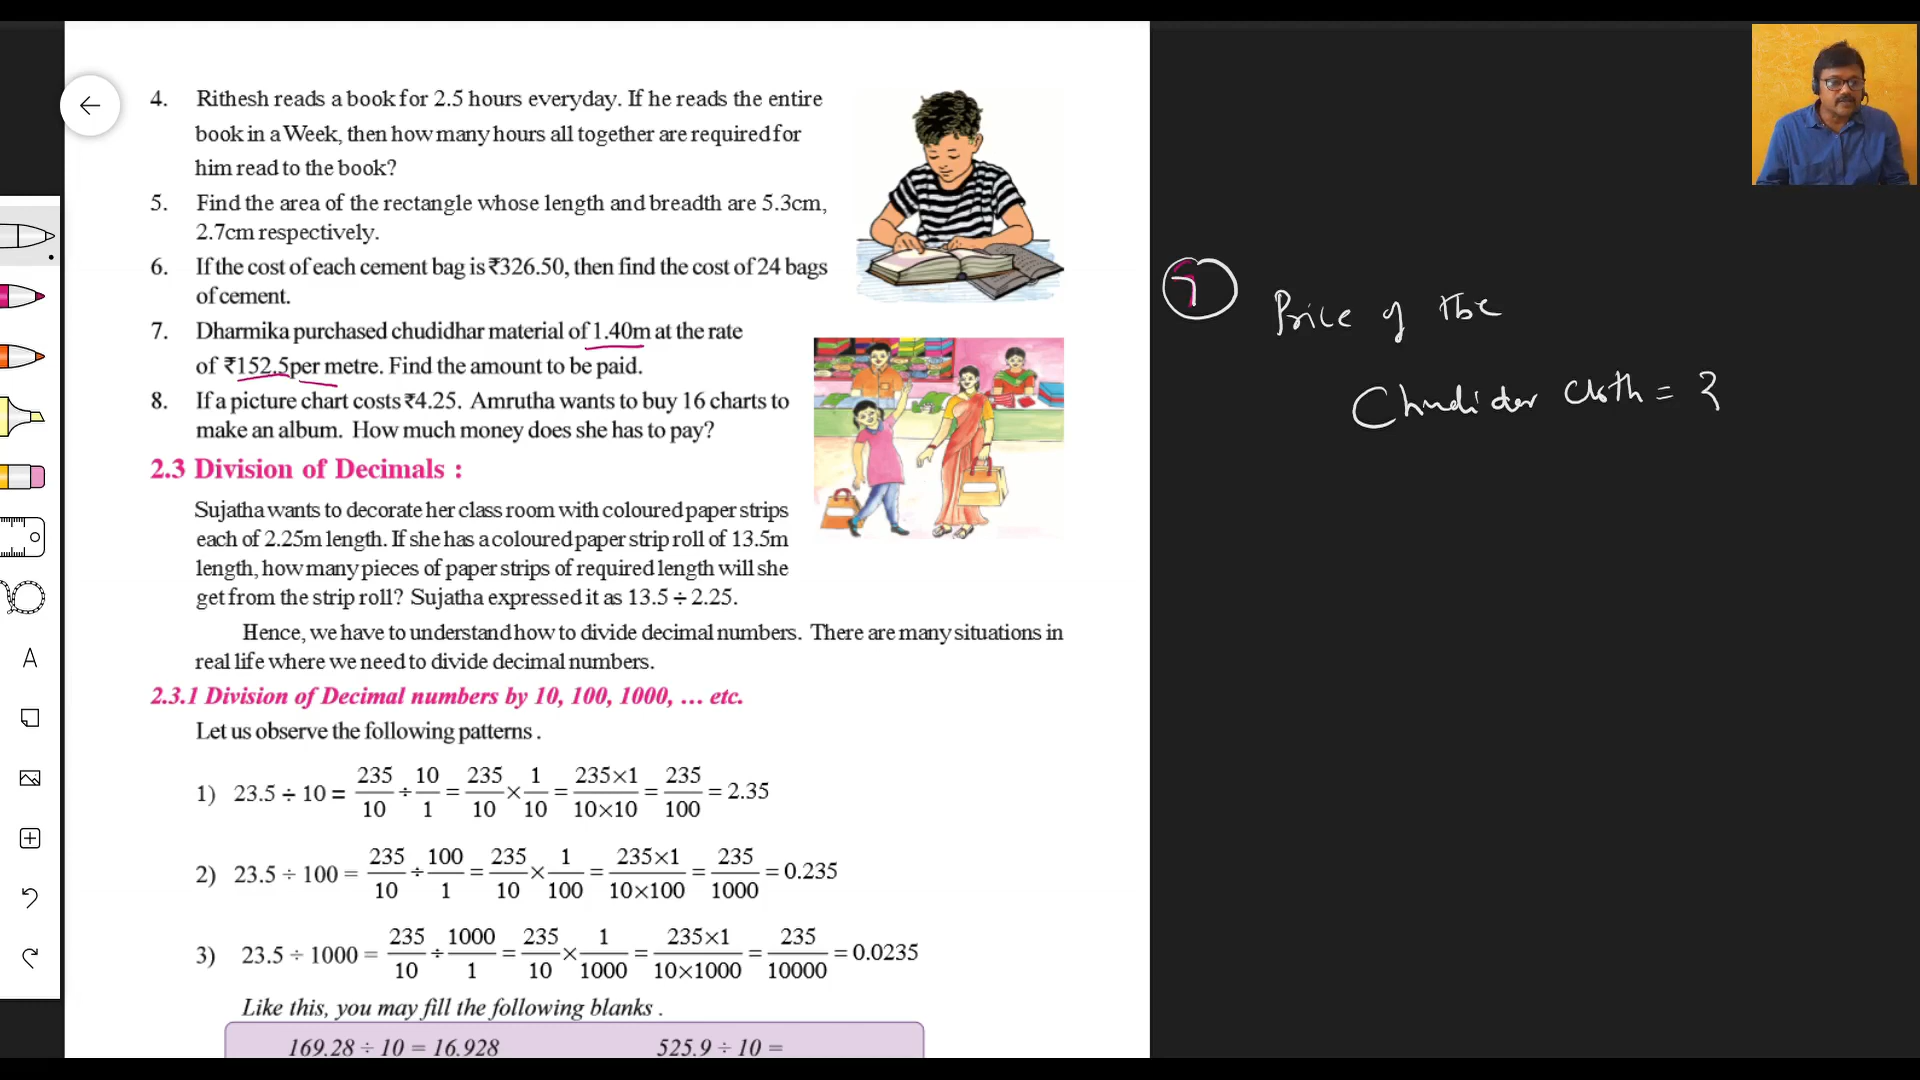 4. Rithesh reads a book for 2.5 hours everyday. If he reads the entire
book in a Week, then how many hours all together are required for
him read to the book?
5. Find the area of the rectangle whose length and breadth are 5.3cm,
2.7cm respectively.
6. If the cost of each cement bag is ₹326.50, then find the cost of 24 bags
of cement.
7. Dharmika purchased chudidhar material of 1.40m at the rate
of ₹152.5per metre. Find the amount to be paid.
8. If a picture chart costs ₹4.25. Amrutha wants to buy 16 charts to
make an album. How much money does she has to pay?
2.3 Division of Decimals :
Sujatha wants to decorate her class room with coloured paper strips
each of 2.25m length. If she has a coloured paper strip roll of 13.5m
length, how many pieces of paper strips of required length will she
get from the strip roll? Sujatha expressed it as 13.5 ÷ 2.25.
Hence, we have to understand how to divide decimal numbers. There are many situations in
real life where we need to divide decimal numbers.
2.3.1 Division of Decimal numbers by 10, 100, 1000, ... etc.
Let us observe the following patterns .
1) 23.5 ÷ 10 = 235/10 ÷ 10/1 = 235/10 × 1/10 = 235×1/10×10 = 235/100 = 2.35
2) 23.5 ÷ 100 = 235/10 ÷ 100/1 = 235/10 × 1/100 = 235×1/10×100 = 235/1000 = 0.235
3) 23.5 ÷ 1000 = 235/10 ÷ 1000/1 = 235/10 × 1/1000 = 235×1/10×1000 = 235/10000 = 0.0235
Like this, you may fill the following blanks .
169.28 ÷ 10 = 16.928 525.9 ÷ 10 =
7 Price of the
Chudidar Cloth = ?
A